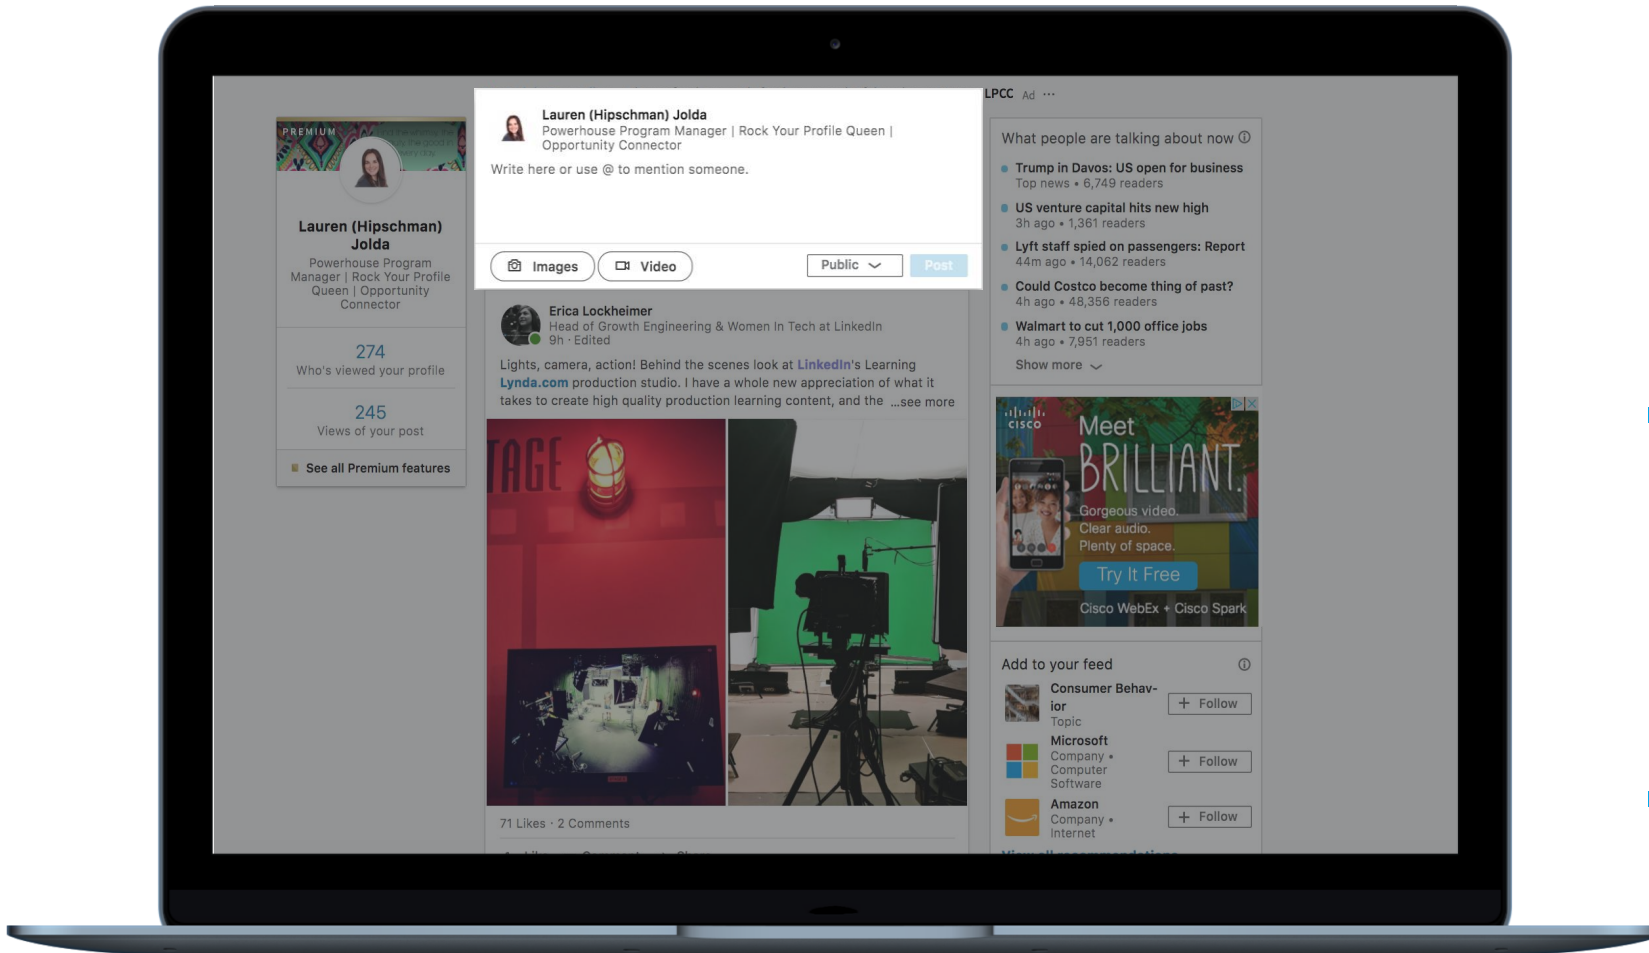 LPCC Ad ...
PREMIUM
Lauren (Hipschman)
Jolda
Powerhouse Program
Manager | Rock Your Profile
Queen | Opportunity
Connector
274
Who's viewed your profile
245
Views of your post
See all Premium features
Lauren (Hipschman) Jolda
Powerhouse Program Manager | Rock Your Profile Queen |
Opportunity Connector
Write here or use @ to mention someone.
Images
Video
Public
Post
Erica Lockheimer
Head of Growth Engineering & Women In Tech at LinkedIn
9h · Edited
Lights, camera, action! Behind the scenes look at LinkedIn's Learning
Lynda.com production studio. I have a whole new appreciation of what it
takes to create high quality production learning content, and the ...see more
TAGE
71 Likes · 2 Comments
What people are talking about now
Trump in Davos: US open for business
Top news • 6,749 readers
US venture capital hits new high
3h ago • 1,361 readers
Lyft staff spied on passengers: Report
44m ago • 14,062 readers
Could Costco become thing of past?
4h ago • 48,356 readers
Walmart to cut 1,000 office jobs
4h ago • 7,951 readers
Show more
CISCO
Meet
BRILLIANT.
Gorgeous video.
Clear audio.
Plenty of space.
Try It Free
Cisco WebEx + Cisco Spark
Add to your feed
Consumer Behav-
ior
Topic
+ Follow
Microsoft
Company •
Computer
Software
+ Follow
Amazon
Company •
Internet
+ Follow
View all recommendations